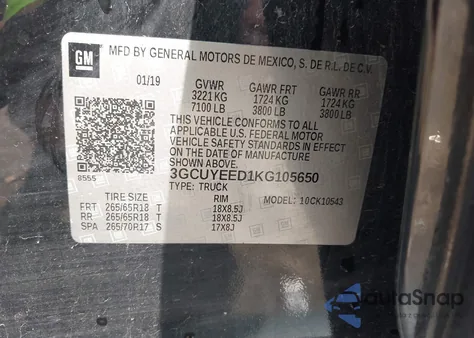 GM
MFD BY GENERAL MOTORS DE MEXICO, S. DE R.L. DE C.V.
01/19 GVWR GAWR FRT GAWR RR
3221 KG 1724 KG 1724 KG
7100 LB 3800 LB 3800 LB
THIS VEHICLE CONFORMS TO ALL
APPLICABLE U.S. FEDERAL MOTOR
VEHICLE SAFETY STANDARDS IN
EFFECT ON THE DATE OF
MANUFACTURE SHOWN ABOVE.
8555 3GCUYEED1KG105650
TYPE: TRUCK MODEL: 10CK10543
TIRE SIZE RIM
FRT 265/65R18 T 18X8.5J
RR 265/65R18 T 18X8.5J
SPA 265/70R17 S 17X8J
AutoSnap